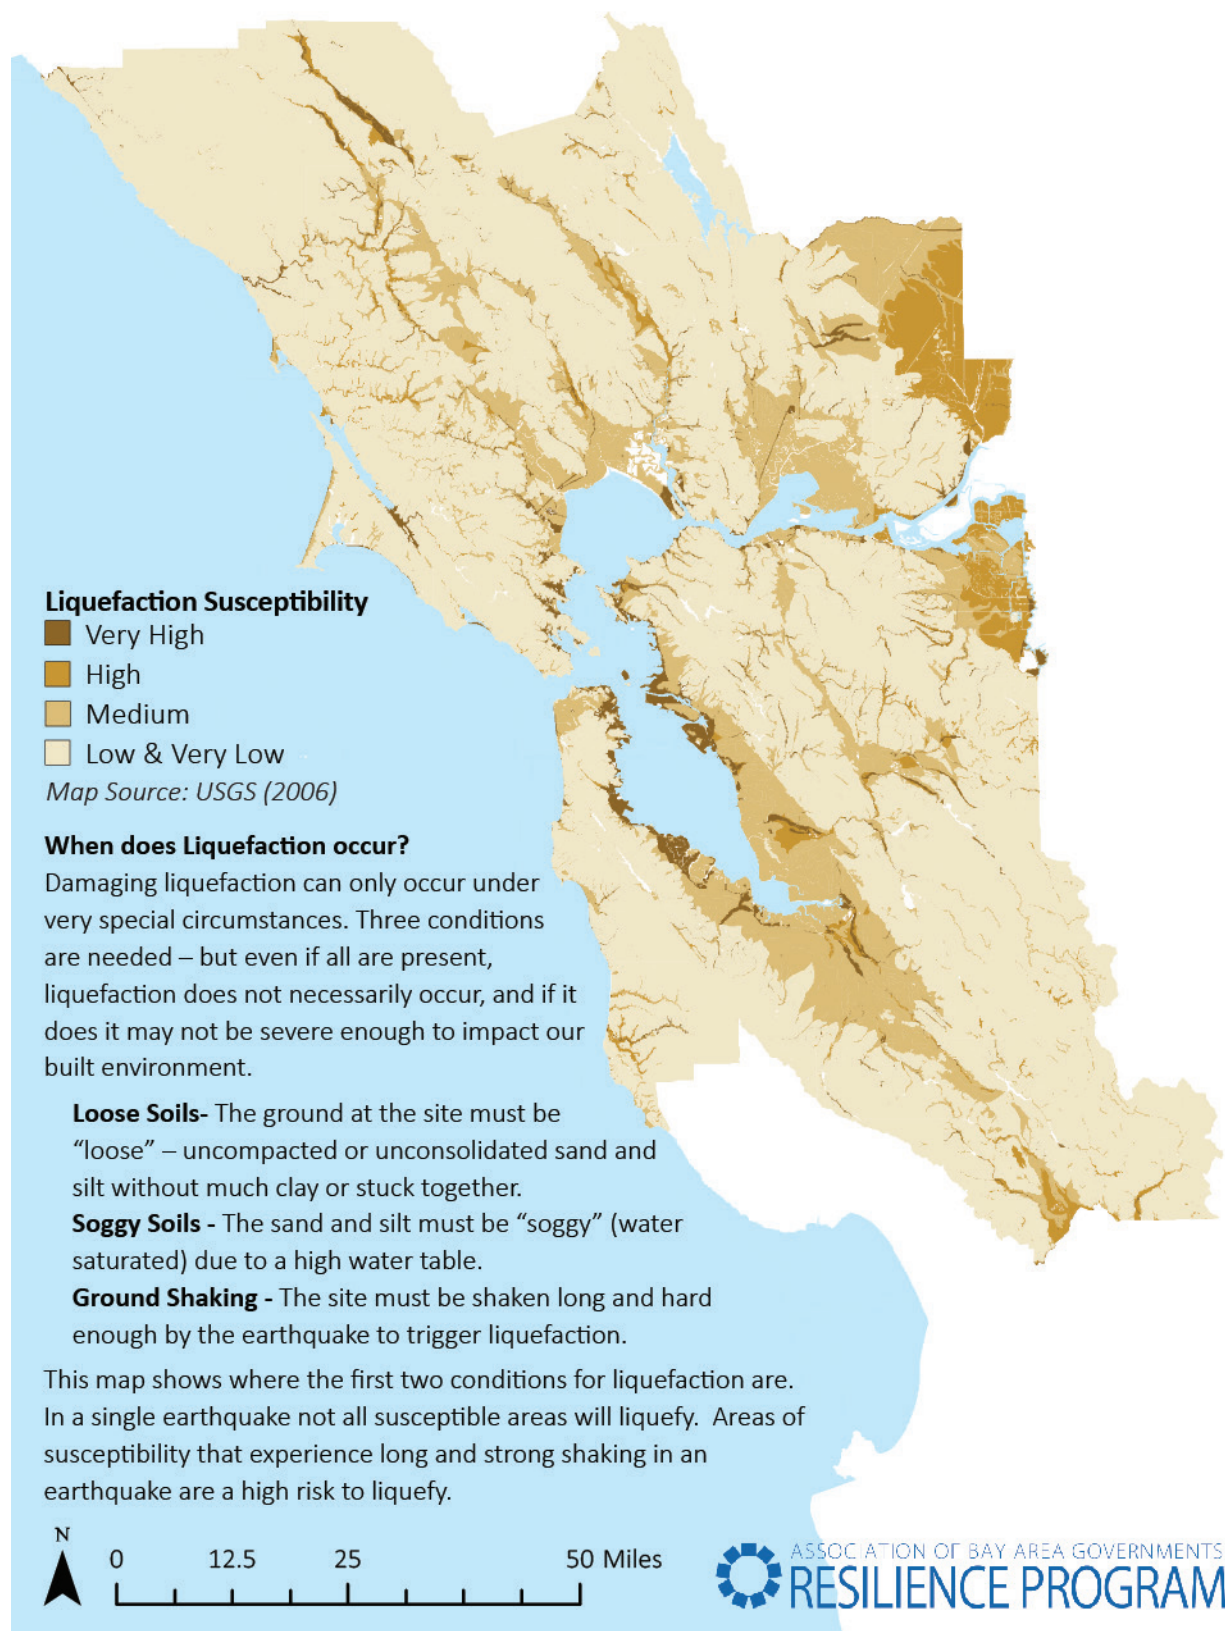 Liquefaction Susceptibility
Very High
High
Medium
Low & Very Low
Map Source: USGS (2006)
When does Liquefaction occur?
Damaging liquefaction can only occur under
very special circumstances. Three conditions
are needed – but even if all are present,
liquefaction does not necessarily occur, and if it
does it may not be severe enough to impact our
built environment.
Loose Soils- The ground at the site must be
“loose” – uncompacted or unconsolidated sand and
silt without much clay or stuck together.
Soggy Soils - The sand and silt must be “soggy” (water
saturated) due to a high water table.
Ground Shaking - The site must be shaken long and hard
enough by the earthquake to trigger liquefaction.
This map shows where the first two conditions for liquefaction are.
In a single earthquake not all susceptible areas will liquefy.  Areas of
susceptibility that experience long and strong shaking in an
earthquake are a high risk to liquefy.
N
0 12.5 25 50 Miles
ASSOCIATION OF BAY AREA GOVERNMENTS
RESILIENCE PROGRAM